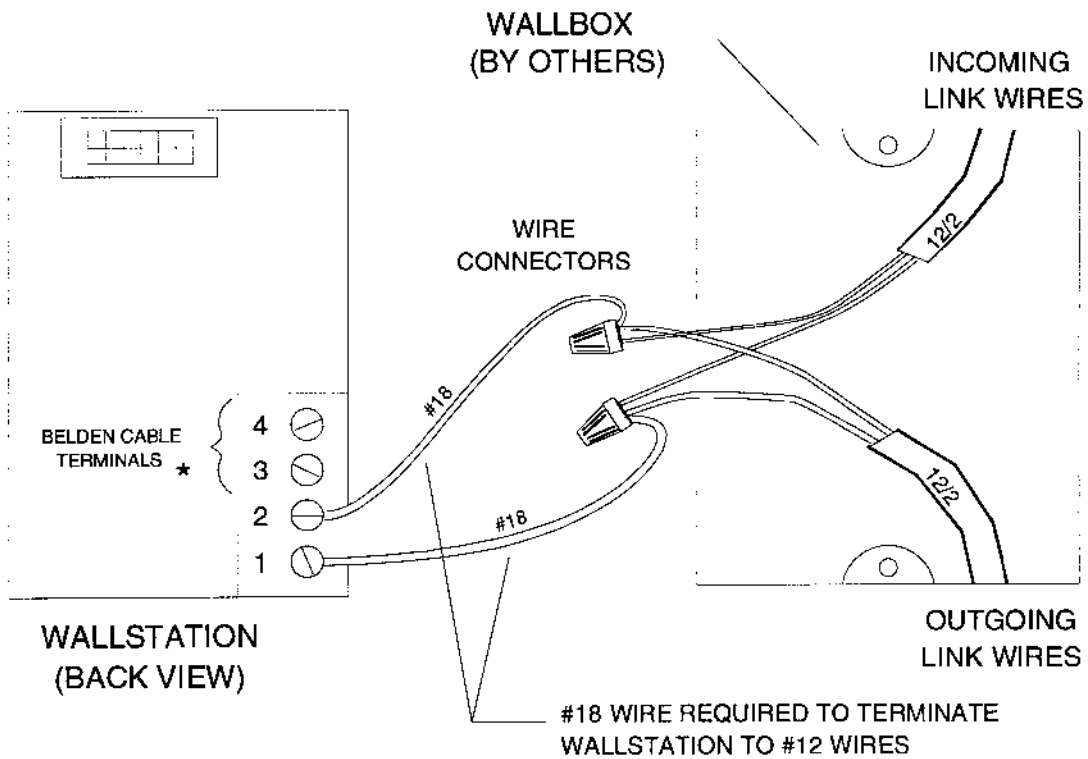 WALLBOX
(BY OTHERS)
INCOMING
LINK WIRES
12/2
WIRE
CONNECTORS
#18
BELDEN CABLE
TERMINALS ★
4
3
2
1
#18
12/2
WALLSTATION
(BACK VIEW)
OUTGOING
LINK WIRES
#18 WIRE REQUIRED TO TERMINATE
WALLSTATION TO #12 WIRES